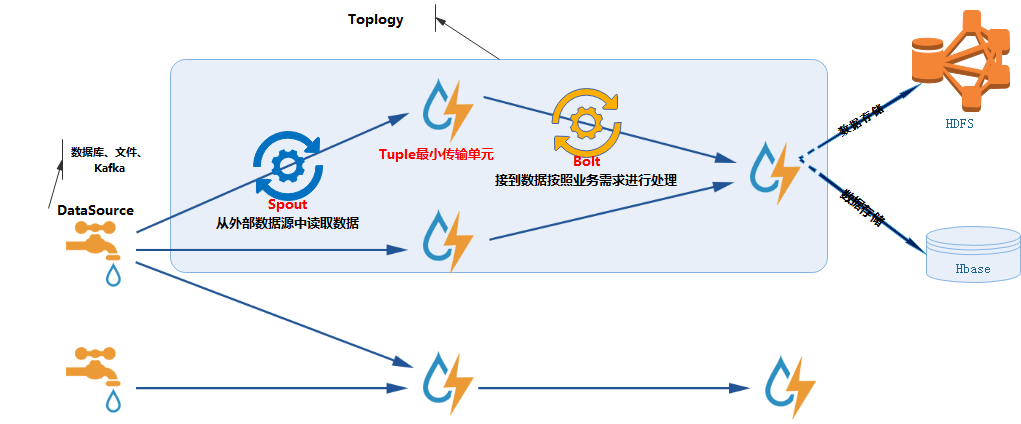 Toplogy
数据库、文件、
Kafka
DataSource
Spout
从外部数据源中读取数据
Tuple最小传输单元
Bolt
接到数据按照业务需求进行处理
数据存储
HDFS
数据存储
Hbase